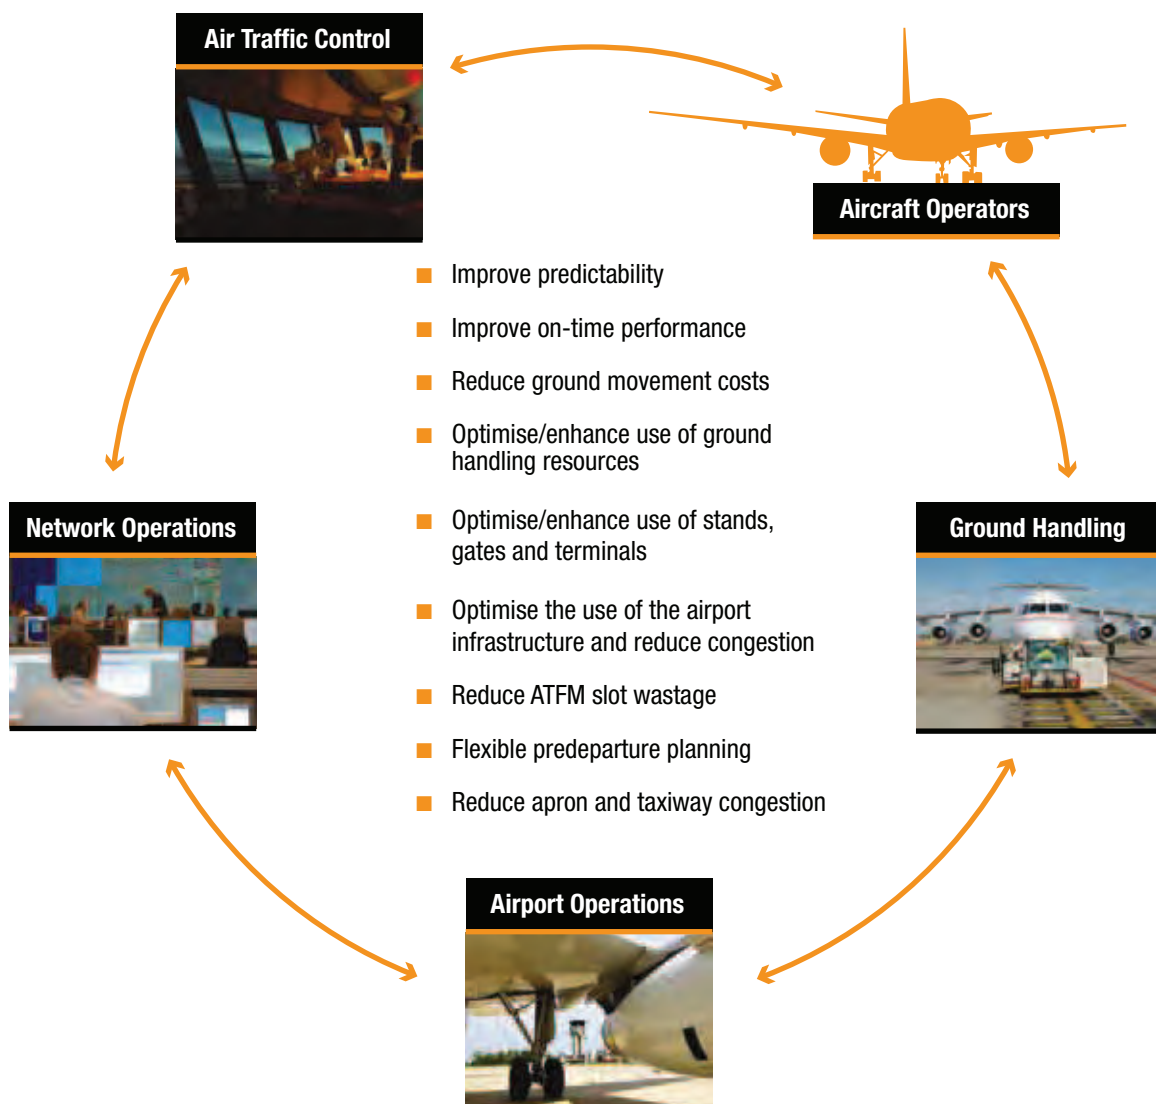 Air Traffic Control
Aircraft Operators
Improve predictability
Improve on-time performance
Reduce ground movement costs
Optimise/enhance use of ground
handling resources
Network Operations
Optimise/enhance use of stands,
gates and terminals
Ground Handling
Optimise the use of the airport
infrastructure and reduce congestion
Reduce ATFM slot wastage
Flexible predeparture planning
Reduce apron and taxiway congestion
Airport Operations